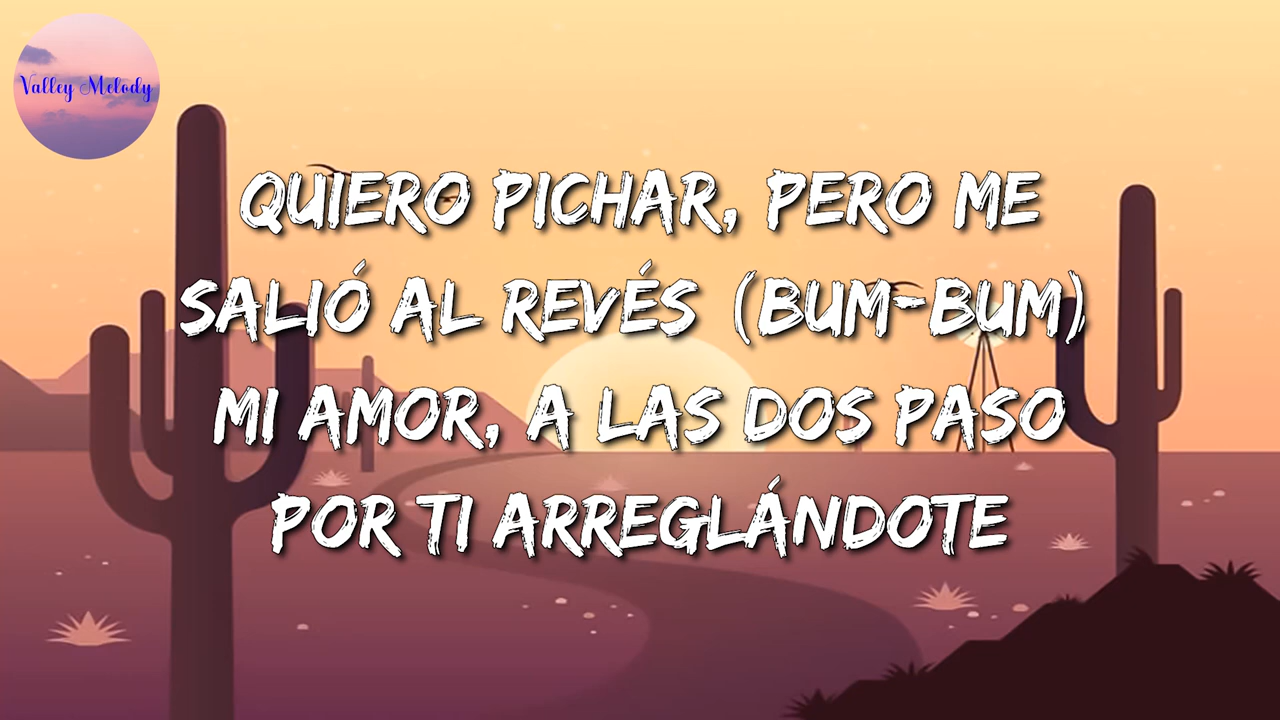 Valley Melody
QUIERO PICHAR, PERO ME
SALIÓ AL REVÉS (BUM-BUM)
MI AMOR, A LAS DOS PASO
POR TI ARREGLÁNDOTE